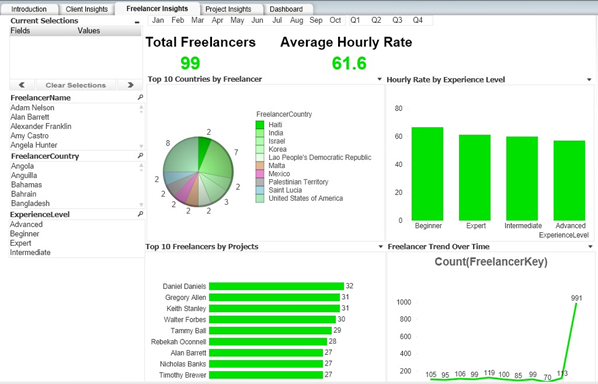 Introduction Client Insights Freelancer Insights Project Insights Dashboard
Current Selections
Fields Values
Clear Selections
FreelancerName
Adam Nelson
Alan Barrett
Alexander Franklin
Amy Castro
Angela Hunter
FreelancerCountry
Angola
Anguilla
Bahamas
Bahrain
Bangladesh
ExperienceLevel
Advanced
Beginner
Expert
Intermediate
Jan Feb Mar Apr May Jun Jul Aug Sep Oct Q1 Q2 Q3 Q4
Total Freelancers Average Hourly Rate
99 61.6
Top 10 Countries by Freelancer
2
7
3
2
2
2
2
2
8
FreelancerCountry
Haiti
India
Israel
Korea
Lao People's Democratic Republic
Malta
Mexico
Palestinian Territory
Saint Lucia
United States of America
Hourly Rate by Experience Level
80
60
40
20
0
Beginner Expert Intermediate Advanced
ExperienceLevel
Top 10 Freelancers by Projects
Daniel Daniels 32
Gregory Allen 31
Keith Stanley 31
Walter Forbes 30
Tammy Ball 29
Rebekah Oconnell 28
Alan Barrett 27
Nicholas Banks 27
Timothy Brewer 27
Freelancer Trend Over Time
Count(FreelancerKey)
1000
800
600
400
200
105 95 106 99 119 100 85 99 70 113 991